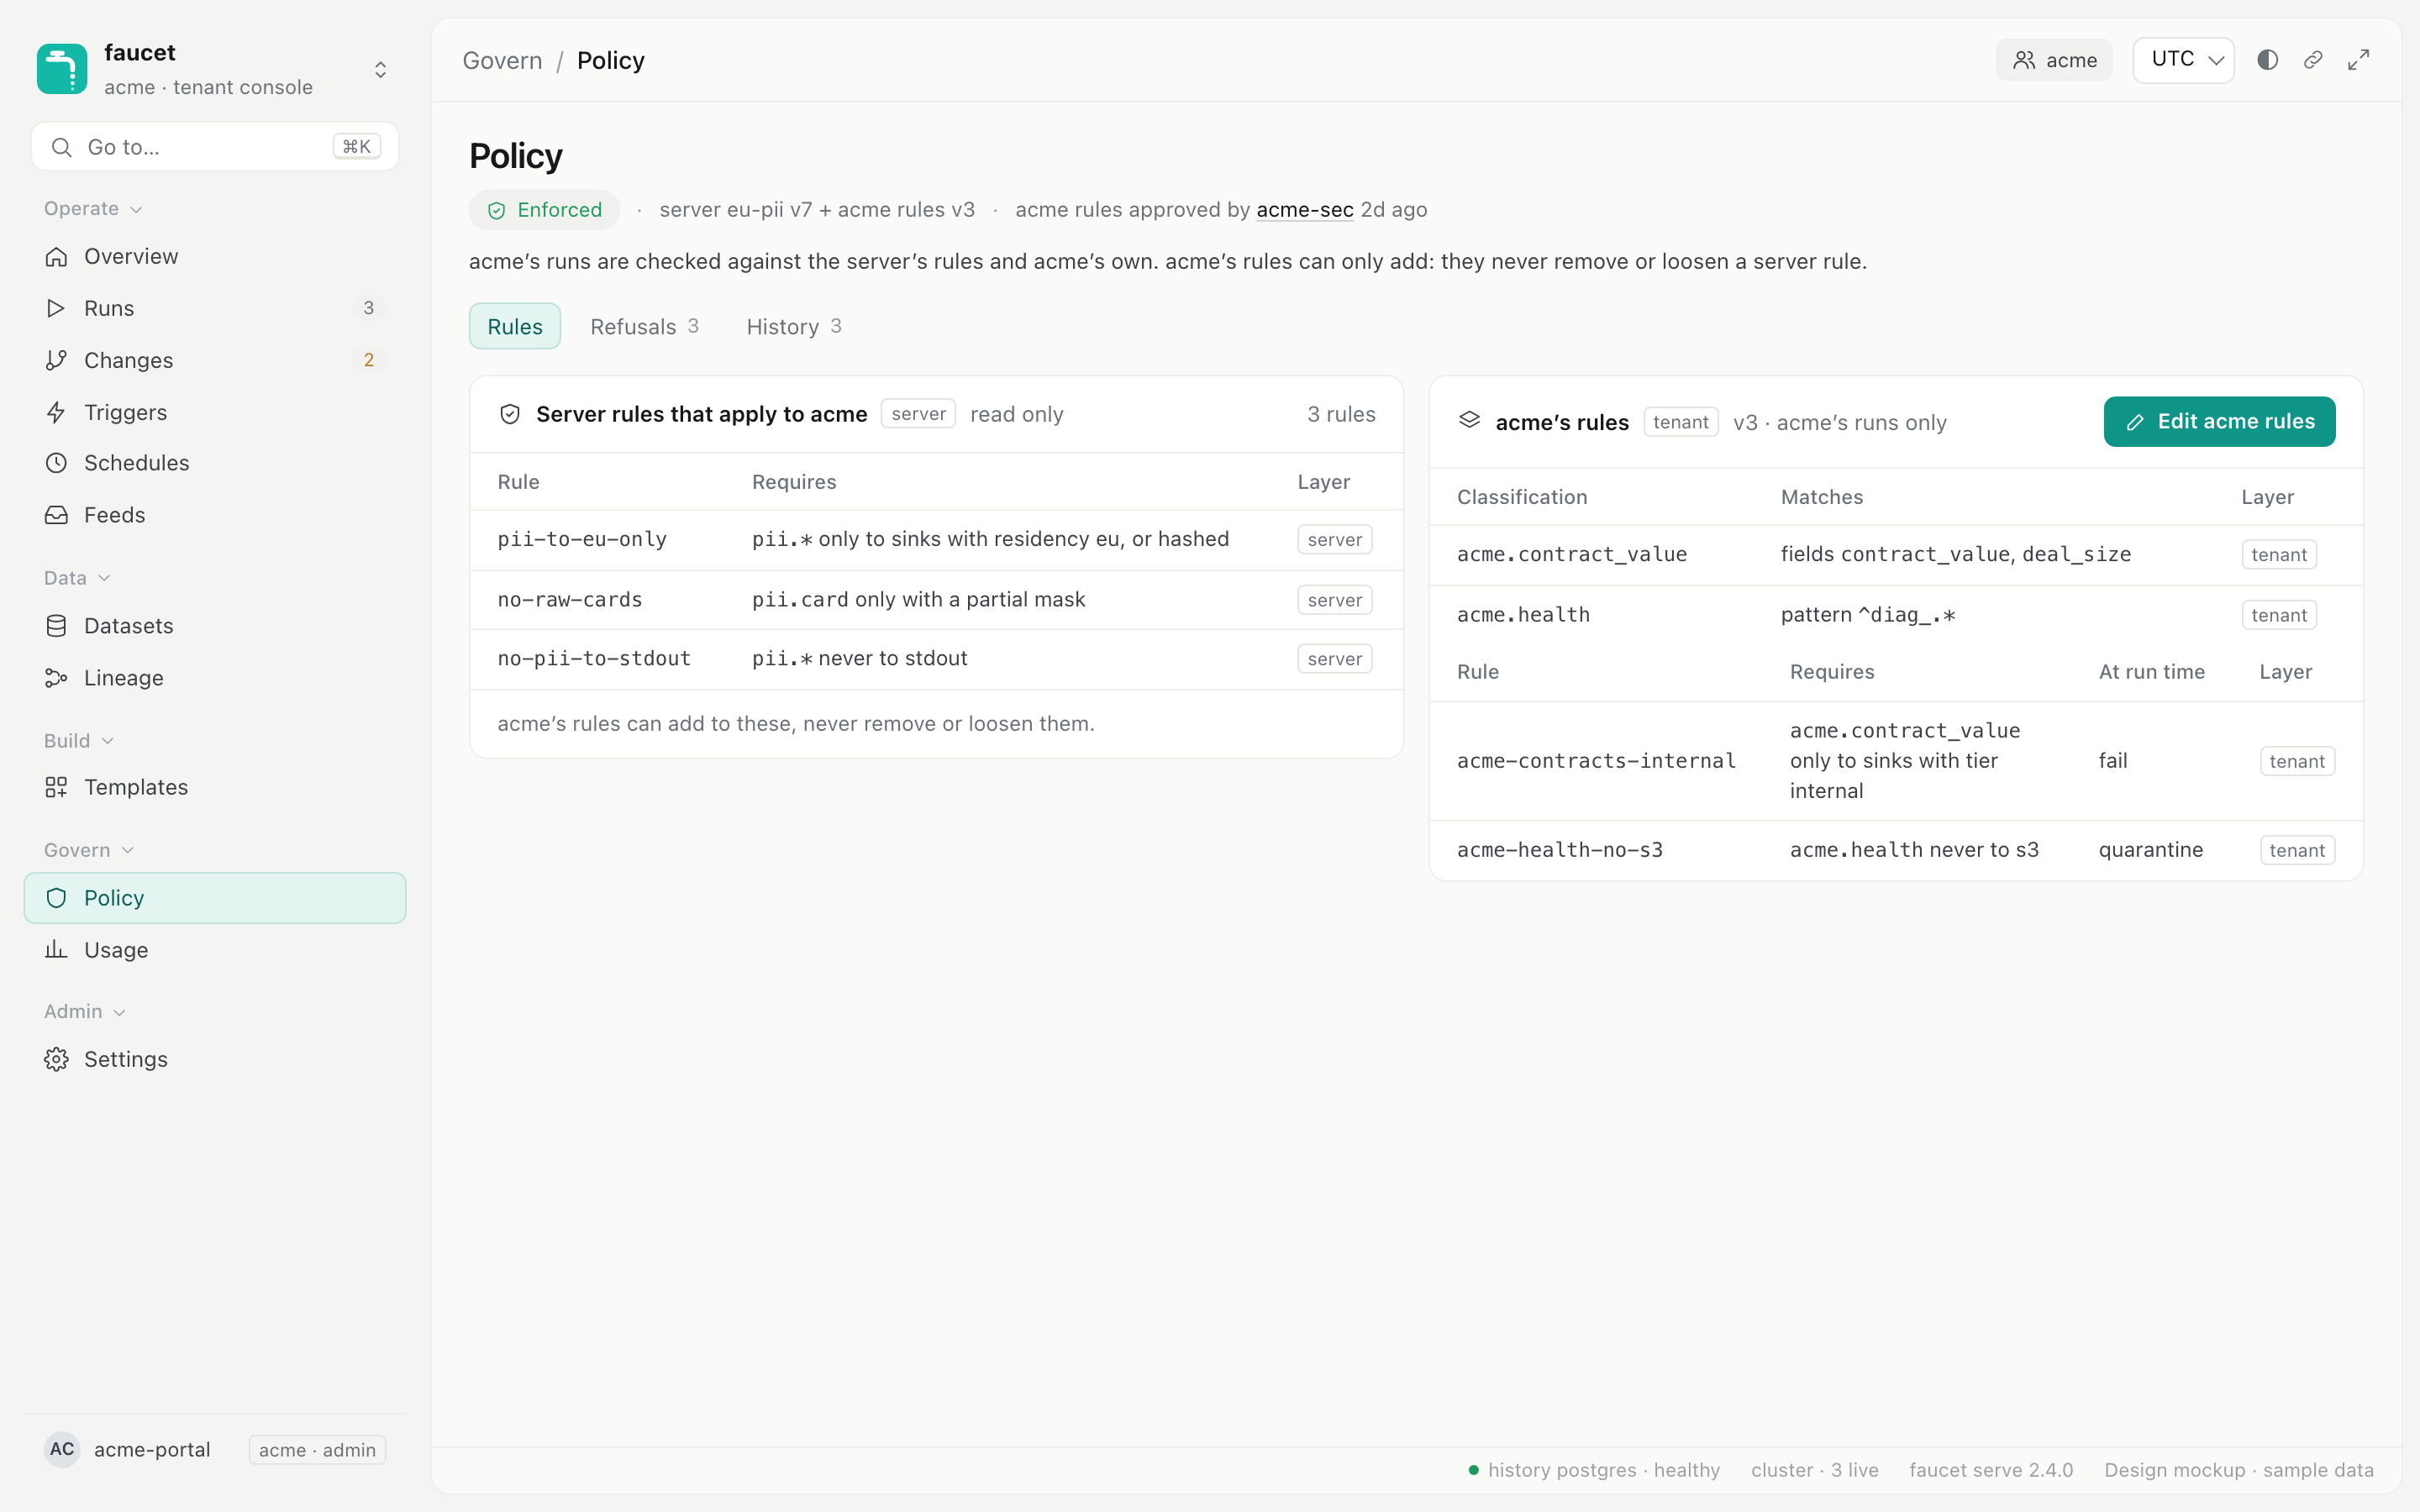 faucet
acme · tenant console
Go to...
⌘K
Operate
Overview
Runs 3
Changes 2
Triggers
Schedules
Feeds
Data
Datasets
Lineage
Build
Templates
Govern
Policy
Usage
Admin
Settings
AC acme-portal acme · admin
Govern / Policy
acme
UTC
Policy
Enforced · server eu-pii v7 + acme rules v3 · acme rules approved by acme-sec 2d ago
acme’s runs are checked against the server’s rules and acme’s own. acme’s rules can only add: they never remove or loosen a server rule.
Rules
Refusals 3
History 3
Server rules that apply to acme server read only 3 rules
Rule Requires Layer
pii-to-eu-only pii.* only to sinks with residency eu, or hashed server
no-raw-cards pii.card only with a partial mask server
no-pii-to-stdout pii.* never to stdout server
acme’s rules can add to these, never remove or loosen them.
acme’s rules tenant v3 · acme’s runs only Edit acme rules
Classification Matches Layer
acme.contract_value fields contract_value, deal_size tenant
acme.health pattern ^diag_.* tenant
Rule Requires At run time Layer
acme-contracts-internal acme.contract_value
only to sinks with tier
internal
fail tenant
acme-health-no-s3 acme.health never to s3 quarantine tenant
history postgres · healthy cluster · 3 live faucet serve 2.4.0 Design mockup · sample data